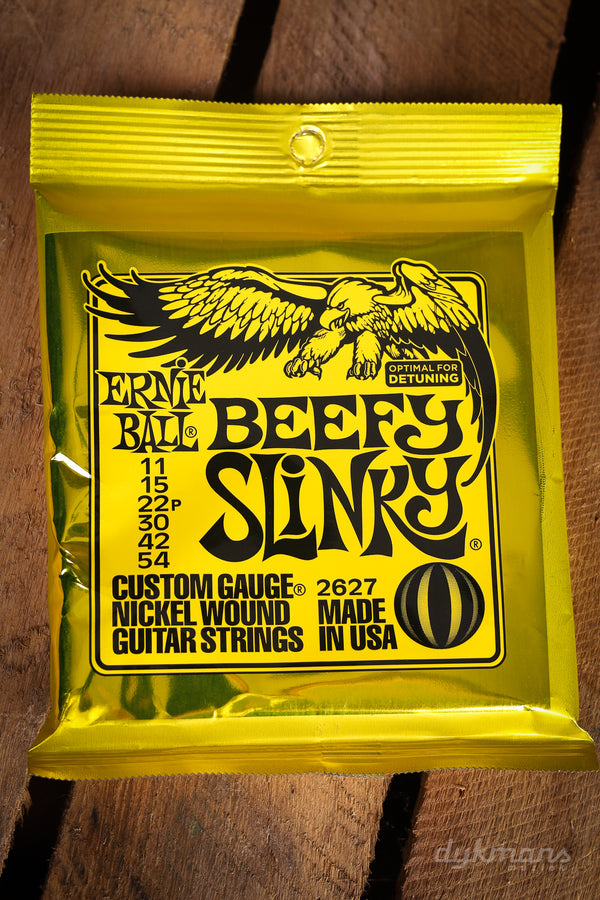 OPTIMAL FOR
DETUNING
ERNIE
BALL®
BEEFY
SLINKY®
11
15
22P
30
42
54
CUSTOM GAUGE®
NICKEL WOUND
GUITAR STRINGS
2627
MADE
IN USA
dykmans